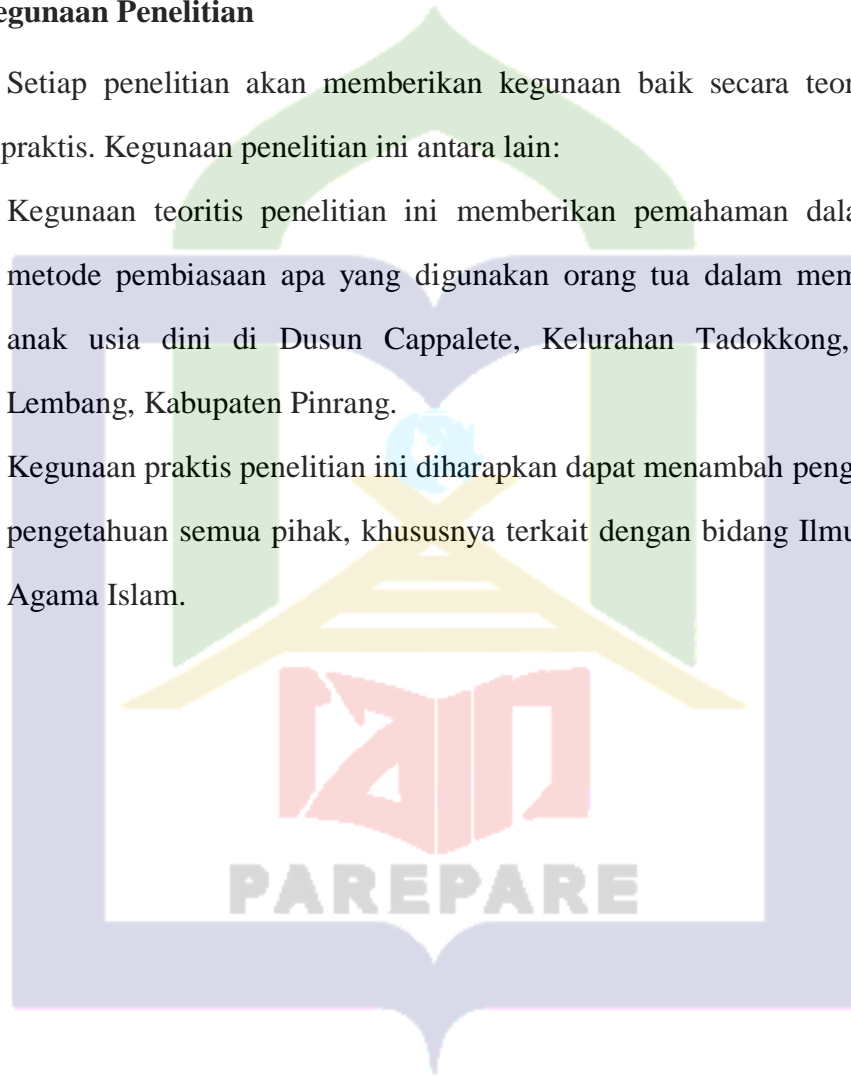 egunaan Penelitian
Setiap penelitian akan memberikan kegunaan baik secara teor
praktis. Kegunaan penelitian ini antara lain:
Kegunaan teoritis penelitian ini memberikan pemahaman dala
metode pembiasaan apa yang digunakan orang tua dalam mem
anak usia dini di Dusun Cappalete, Kelurahan Tadokkong,
Lembang, Kabupaten Pinrang.
Kegunaan praktis penelitian ini diharapkan dapat menambah peng
pengetahuan semua pihak, khususnya terkait dengan bidang Ilmu
Agama Islam.
iain
PAREPARE